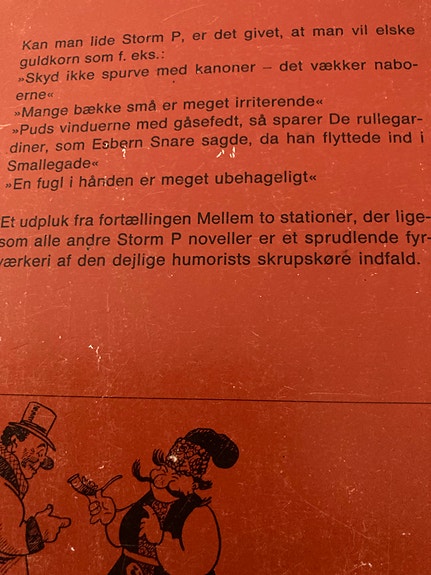 Kan man lide Storm P, er det givet, at man vil elske
guldkorn som f. eks.:
»Skyd ikke spurve med kanoner – det vækker nabo-
erne«
»Mange bække små er meget irriterende«
»Puds vinduerne med gåsefedt, så sparer De rullegar-
diner, som Esbern Snare sagde, da han flyttede ind i
Smallegade«
»En fugl i hånden er meget ubehageligt«
Et udpluk fra fortællingen Mellem to stationer, der lige-
som alle andre Storm P noveller er et sprudlende fyr-
værkeri af den dejlige humorists skrupskøre indfald.